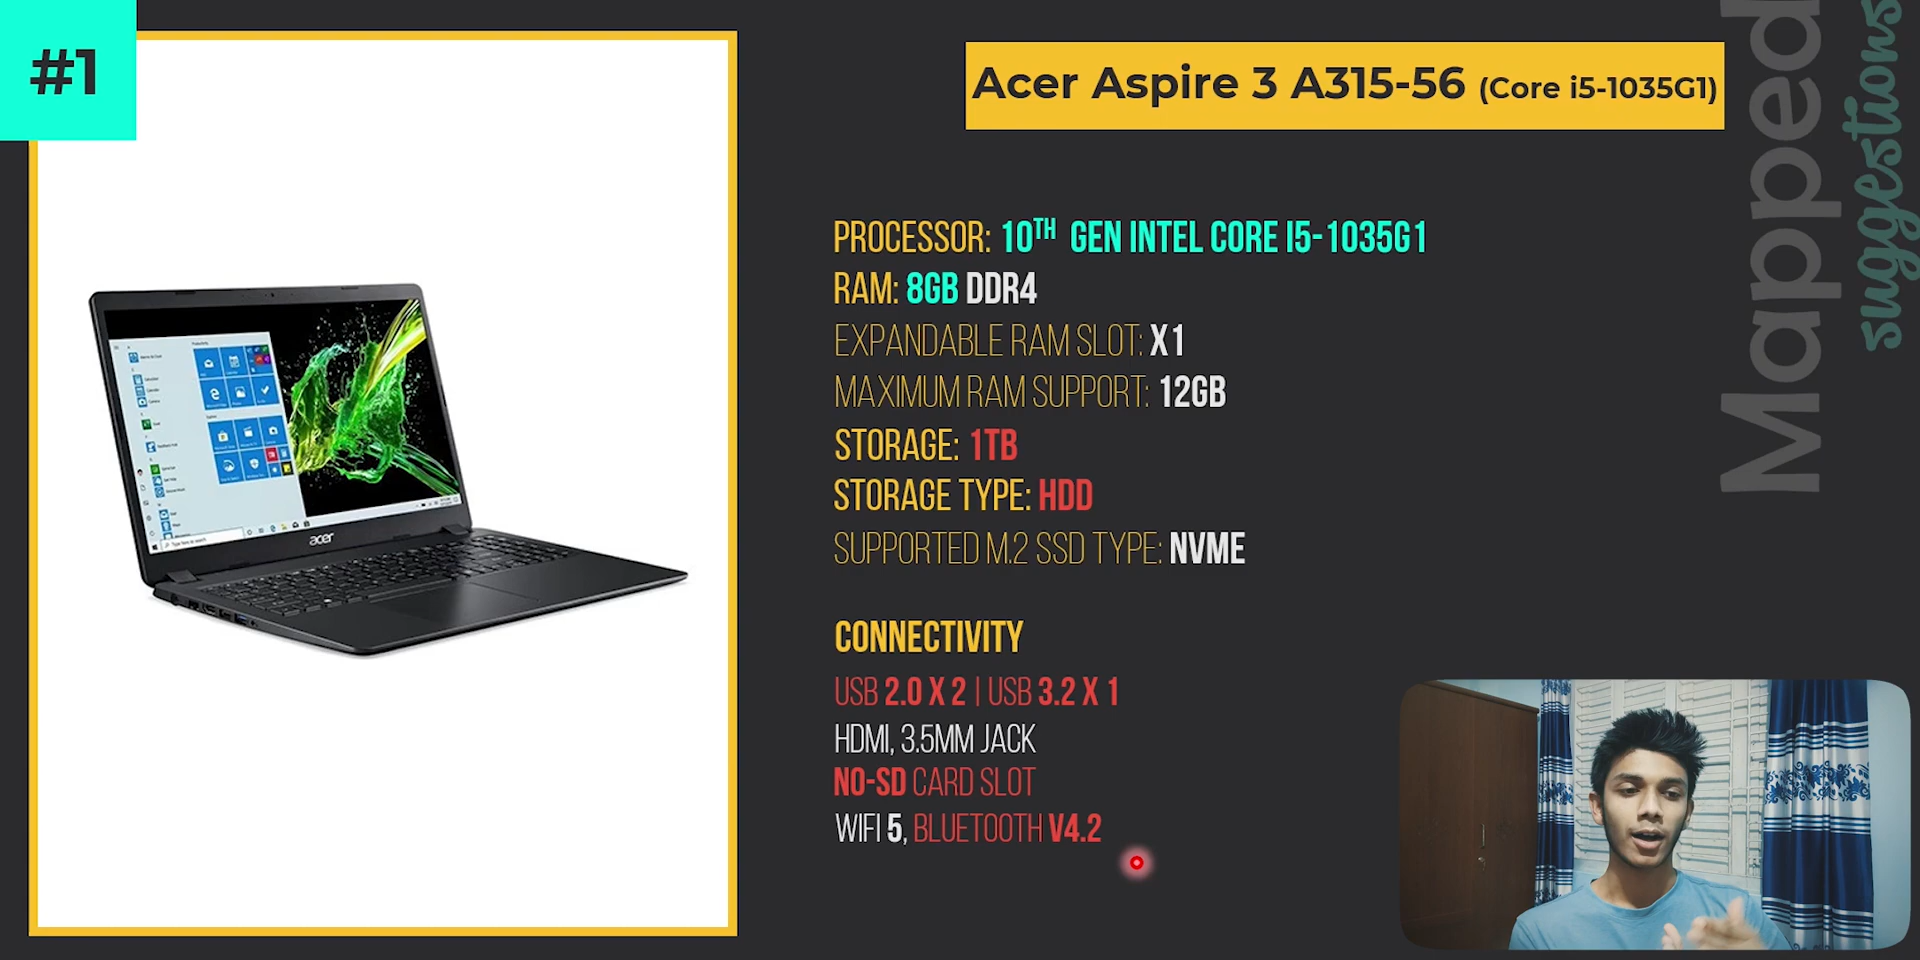 #1
Acer Aspire 3 A315-56 (Core i5-1035G1)
Mapped
suggestions
PROCESSOR: 10TH GEN INTEL CORE I5-1035G1
RAM: 8GB DDR4
EXPANDABLE RAM SLOT: X1
MAXIMUM RAM SUPPORT: 12GB
STORAGE: 1TB
STORAGE TYPE: HDD
SUPPORTED M.2 SSD TYPE: NVME
acer
CONNECTIVITY
USB 2.0 X 2 | USB 3.2 X 1
HDMI, 3.5MM JACK
NO-SD CARD SLOT
WIFI 5, BLUETOOTH V4.2